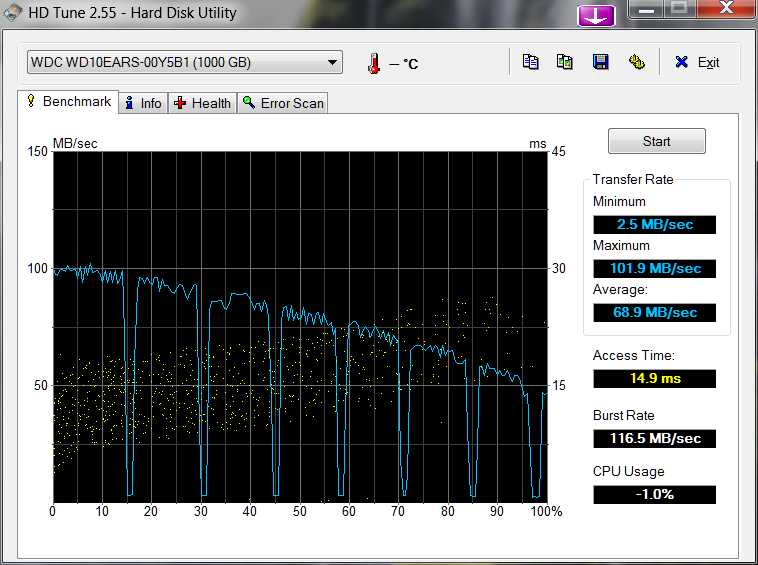 HD Tune 2.55 - Hard Disk Utility
WDC WD10EARS-00Y5B1 (1000 GB)
– °C
Exit
Benchmark
Info
Health
Error Scan
MB/sec
ms
150
100
50
45
30
15
0
10
20
30
40
50
60
70
80
90
100%
Start
Transfer Rate
Minimum
2.5 MB/sec
Maximum
101.9 MB/sec
Average:
68.9 MB/sec
Access Time:
14.9 ms
Burst Rate
116.5 MB/sec
CPU Usage
-1.0%